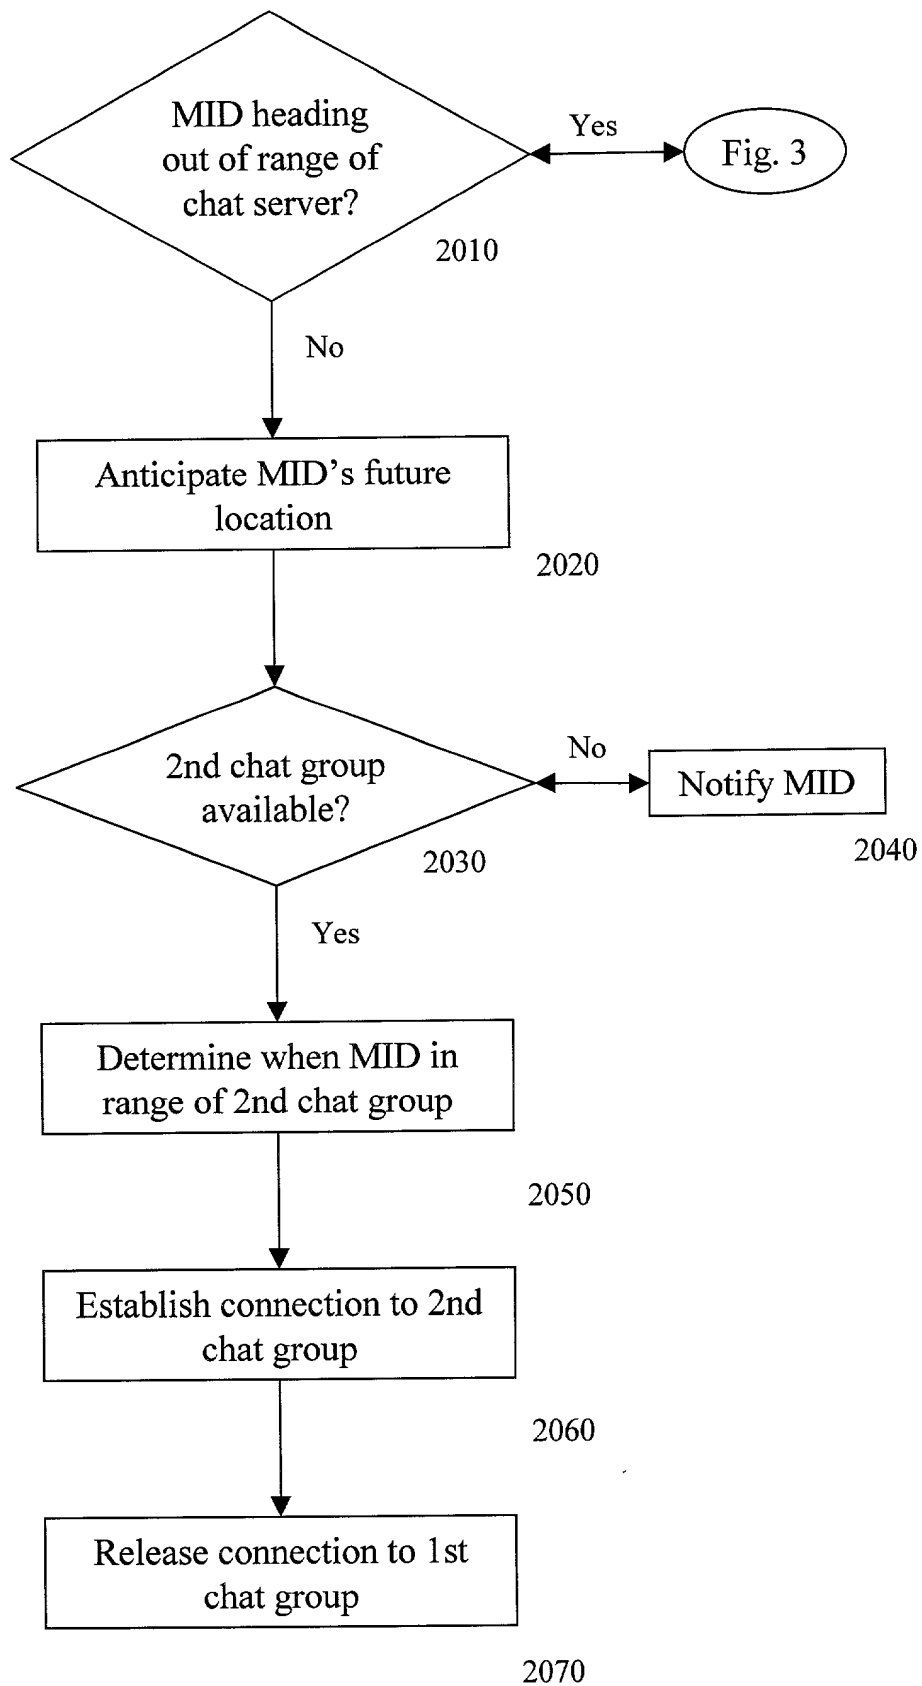 MID heading
out of range of
chat server?
Yes
Fig. 3
2010
No
Anticipate MID's future
location
2020
2nd chat group
available?
No
Notify MID
2030
2040
Yes
Determine when MID in
range of 2nd chat group
2050
Establish connection to 2nd
chat group
2060
Release connection to 1st
chat group
2070